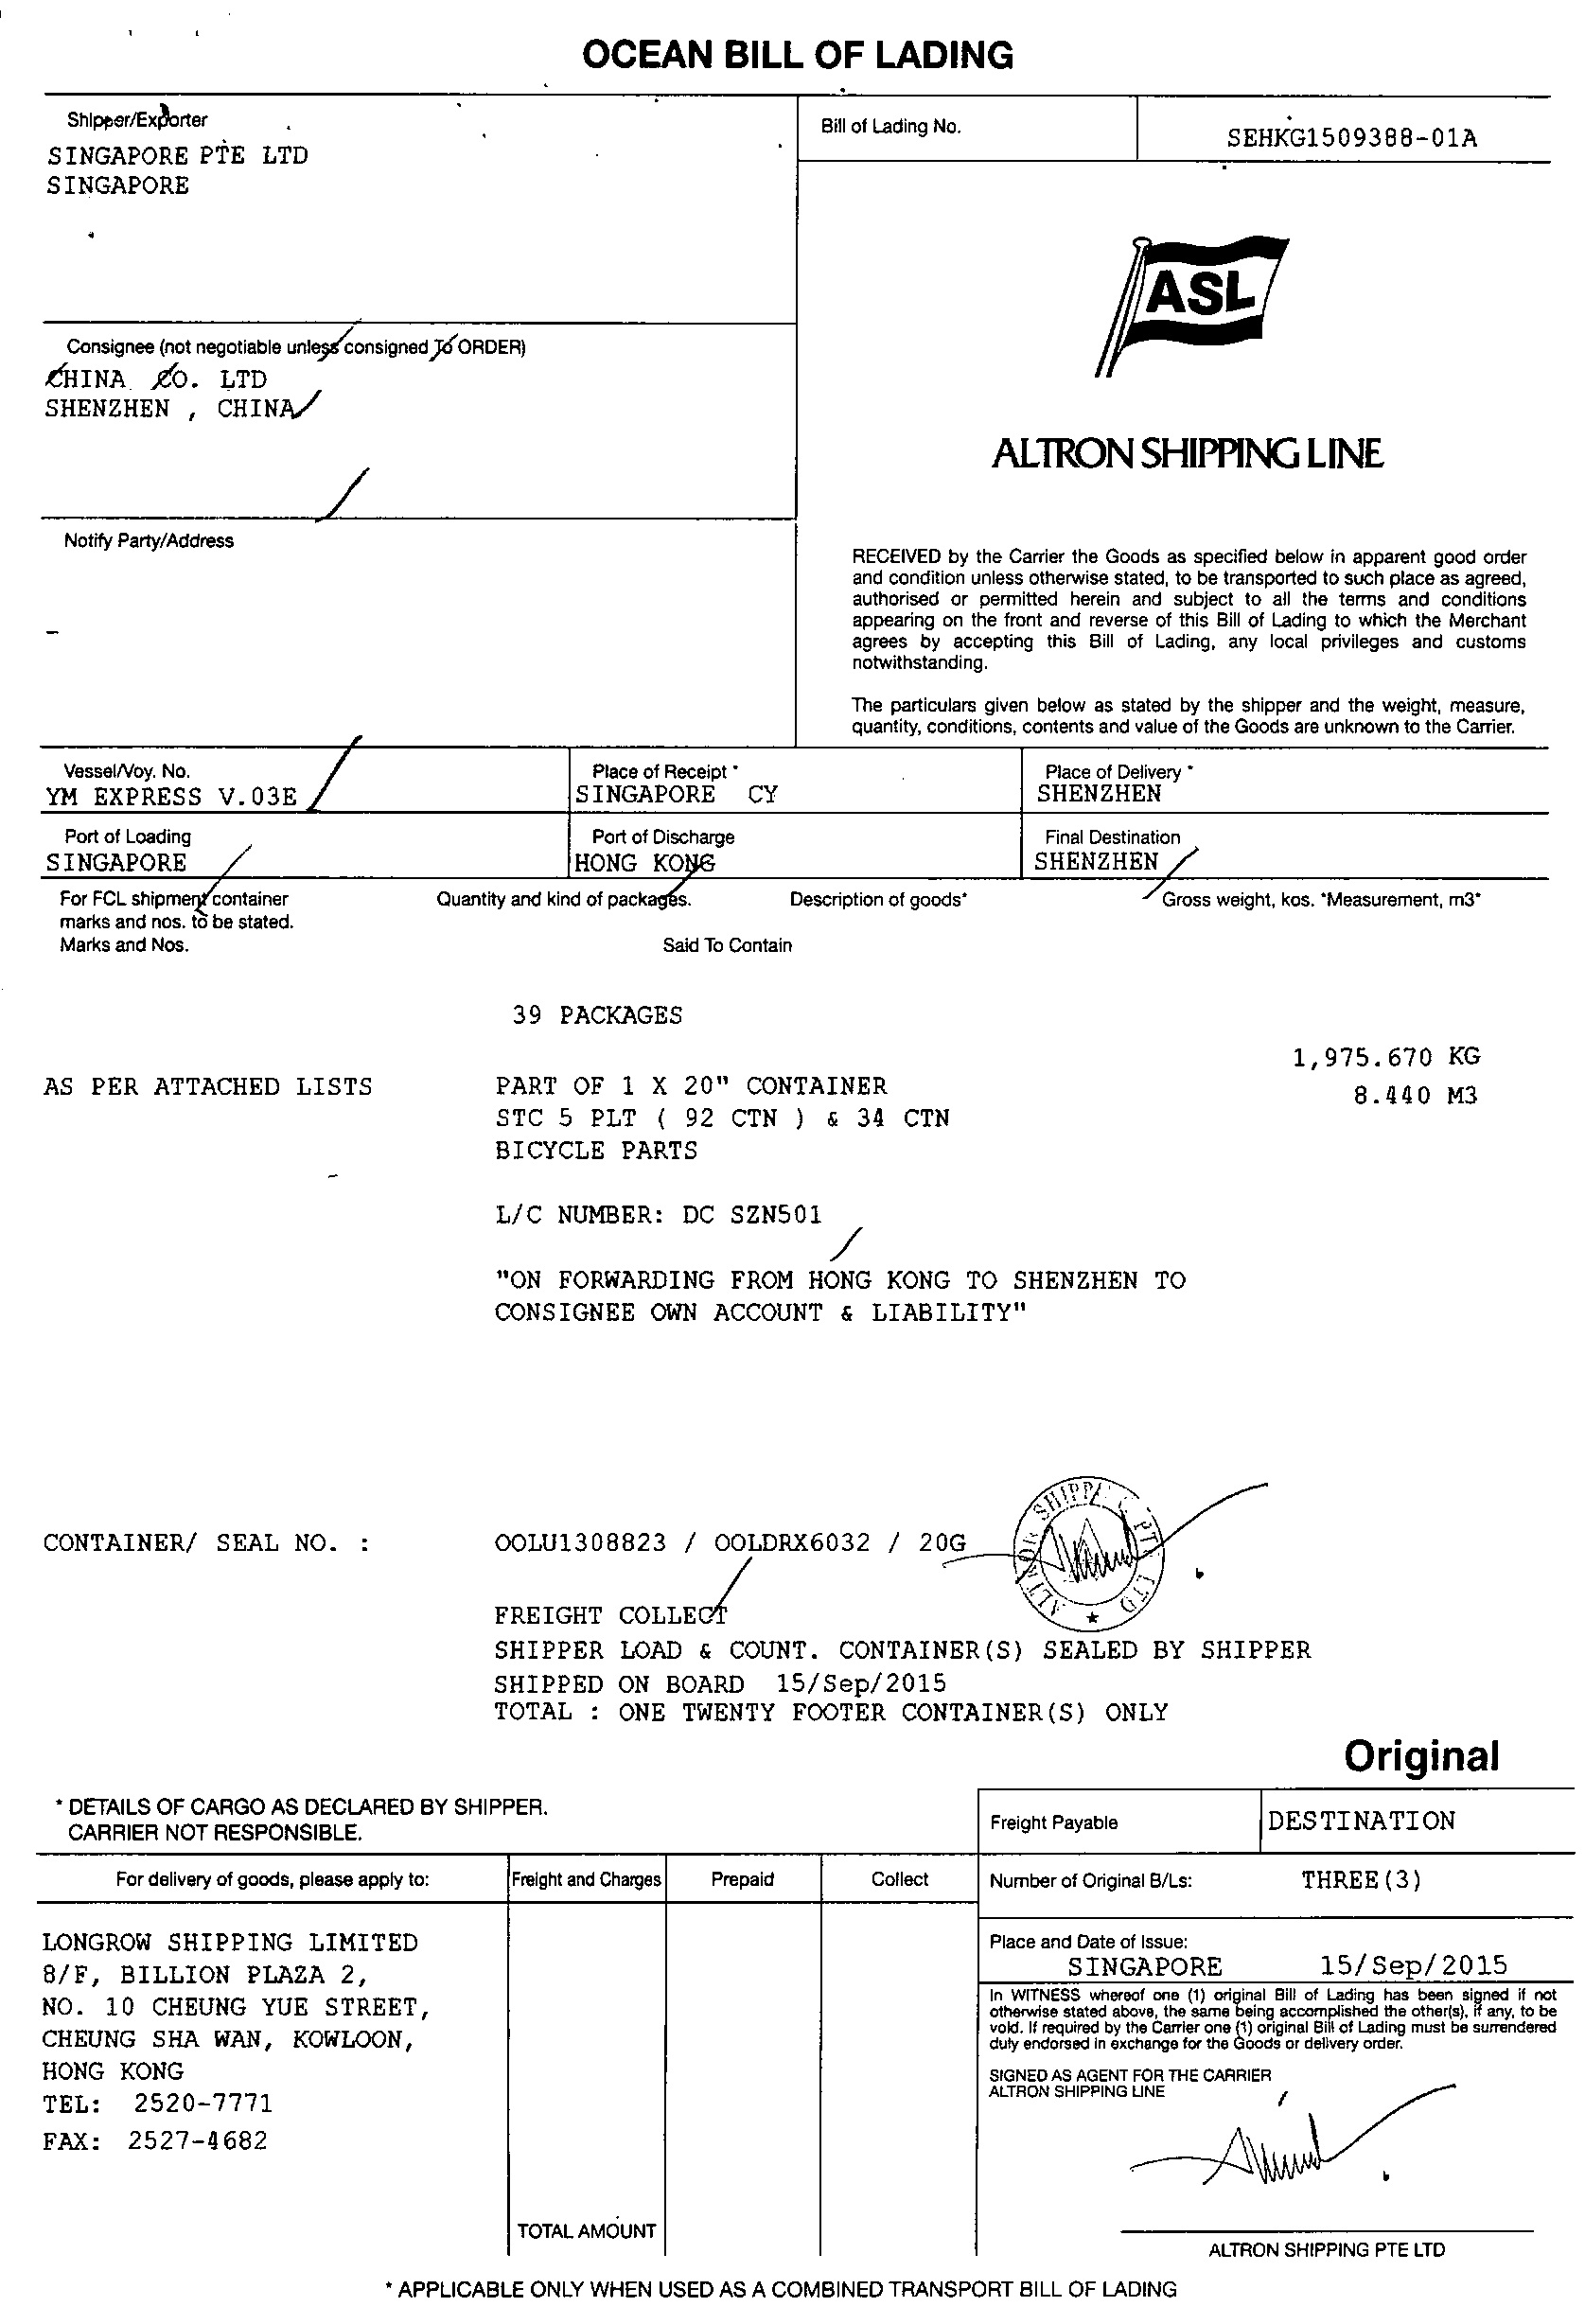 OCEAN BILL OF LADING
Shipper/Exporter
SINGAPORE PTE LTD
SINGAPORE
Bill of Lading No.
SEHKG1509388-01A
ASL
ALTRON SHIPPING LINE
Consignee (not negotiable unless consigned To ORDER)
CHINA CO. LTD
SHENZHEN , CHINA
Notify Party/Address
RECEIVED by the Carrier the Goods as specified below in apparent good order
and condition unless otherwise stated, to be transported to such place as agreed,
authorised or permitted herein and subject to all the terms and conditions
appearing on the front and reverse of this Bill of Lading to which the Merchant
agrees by accepting this Bill of Lading, any local privileges and customs
notwithstanding.
The particulars given below as stated by the shipper and the weight, measure,
quantity, conditions, contents and value of the Goods are unknown to the Carrier.
Vessel/Voy. No.
YM EXPRESS V.03E
Place of Receipt *
SINGAPORE CY
Place of Delivery *
SHENZHEN
Port of Loading
SINGAPORE
Port of Discharge
HONG KONG
Final Destination
SHENZHEN
For FCL shipment container
marks and nos. to be stated.
Marks and Nos.
Quantity and kind of packages.
Description of goods*
Said To Contain
Gross weight, kos. *Measurement, m3*
39 PACKAGES
1,975.670 KG
8.440 M3
AS PER ATTACHED LISTS
PART OF 1 X 20" CONTAINER
STC 5 PLT ( 92 CTN ) & 34 CTN
BICYCLE PARTS
L/C NUMBER: DC SZN501
"ON FORWARDING FROM HONG KONG TO SHENZHEN TO
CONSIGNEE OWN ACCOUNT & LIABILITY"
CONTAINER/ SEAL NO. :
OOLU1308823 / OOLDRX6032 / 20G
FREIGHT COLLECT
SHIPPER LOAD & COUNT. CONTAINER(S) SEALED BY SHIPPER
SHIPPED ON BOARD 15/Sep/2015
TOTAL : ONE TWENTY FOOTER CONTAINER(S) ONLY
Original
* DETAILS OF CARGO AS DECLARED BY SHIPPER.
CARRIER NOT RESPONSIBLE.
Freight Payable
DESTINATION
For delivery of goods, please apply to:
Freight and Charges
Prepaid
Collect
Number of Original B/Ls:
THREE(3)
LONGROW SHIPPING LIMITED
8/F, BILLION PLAZA 2,
NO. 10 CHEUNG YUE STREET,
CHEUNG SHA WAN, KOWLOON,
HONG KONG
TEL: 2520-7771
FAX: 2527-4682
TOTAL AMOUNT
Place and Date of Issue:
SINGAPORE 15/Sep/2015
In WITNESS whereof one (1) original Bill of Lading has been signed if not
otherwise stated above, the same being accomplished the other(s), if any, to be
void. If required by the Carrier one (1) original Bill of Lading must be surrendered
duty endorsed in exchange for the Goods or delivery order.
SIGNED AS AGENT FOR THE CARRIER
ALTRON SHIPPING LINE
ALTRON SHIPPING PTE LTD
* APPLICABLE ONLY WHEN USED AS A COMBINED TRANSPORT BILL OF LADING